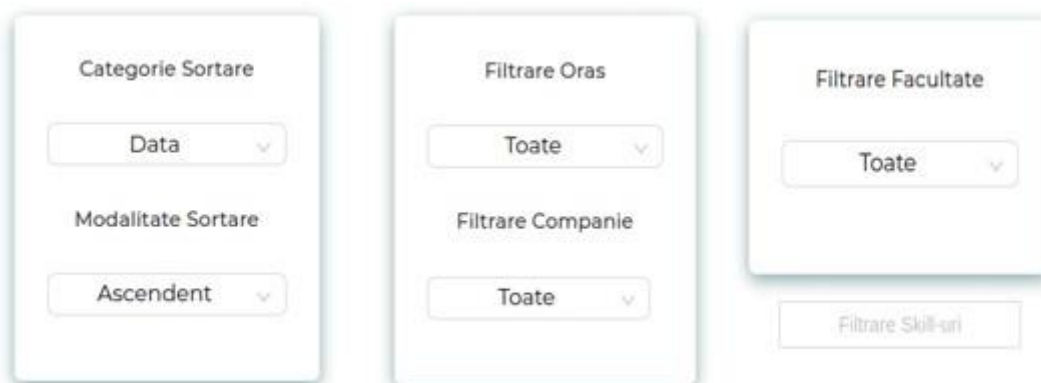 Categorie Sortare
Data
Modalitate Sortare
Ascendent
Filtrare Oras
Toate
Filtrare Companie
Toate
Filtrare Facultate
Toate
Filtrare Skill-uri